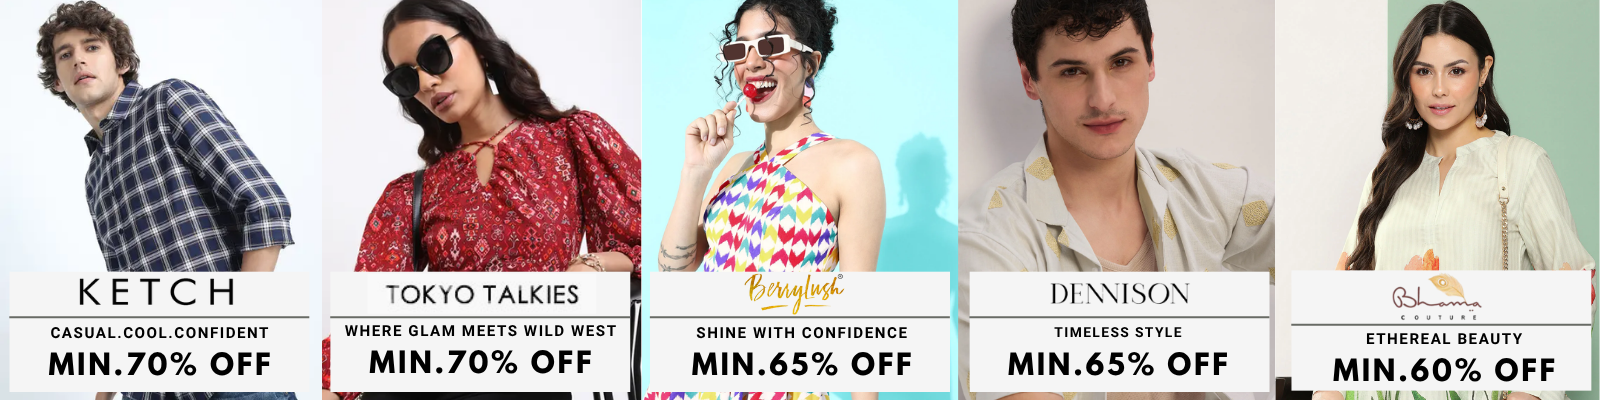 KETCH
CASUAL.COOL.CONFIDENT
MIN.70% OFF
TOKYO TALKIES
WHERE GLAM MEETS WILD WEST
MIN.70% OFF
Berrylush®
SHINE WITH CONFIDENCE
MIN.65% OFF
DENNISON
TIMELESS STYLE
MIN.65% OFF
Bhama
COUTURE
ETHEREAL BEAUTY
MIN.60% OFF